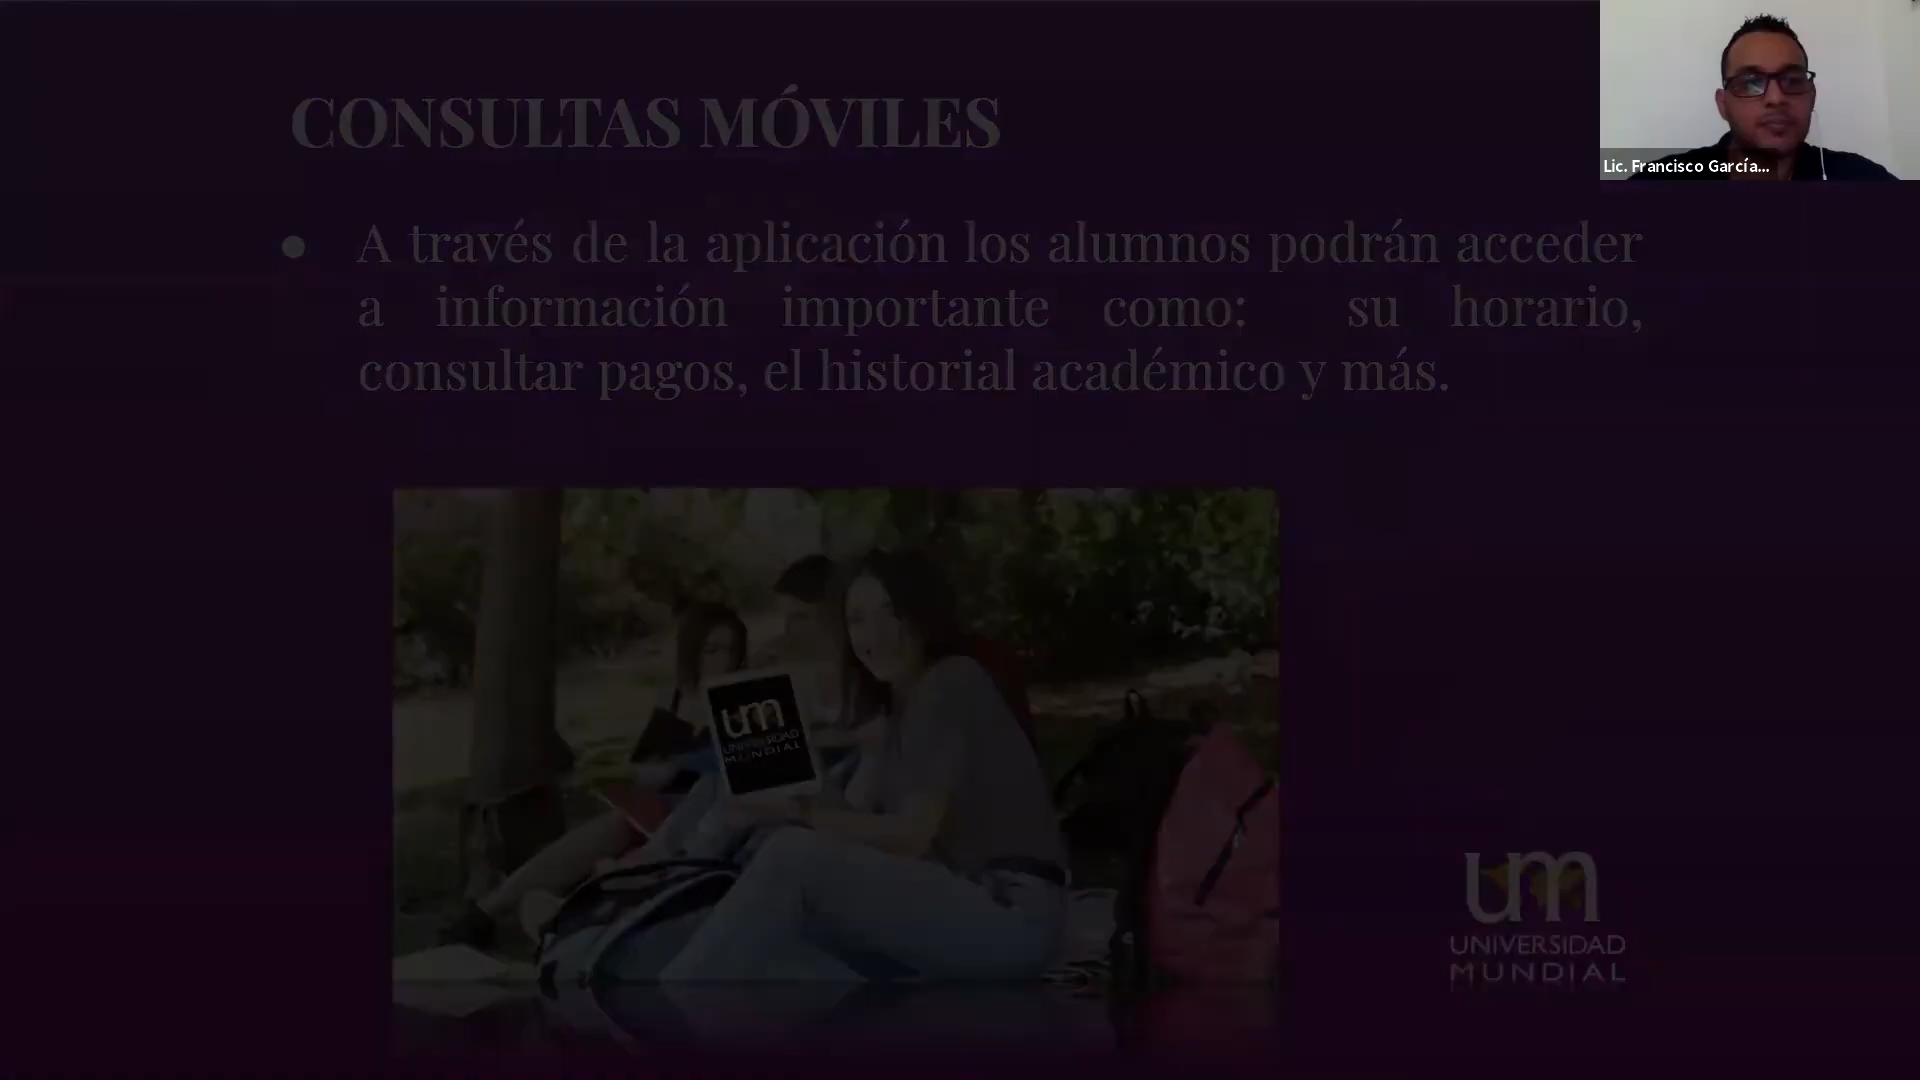 Lic. Francisco García...
CONSULTAS MÓVILES
● A través de la aplicación los alumnos podrán acceder
a información importante como: su horario,
consultar pagos, el historial académico y más.
um
UNIVERSIDAD
MUNDIAL
um
UNIVERSIDAD
MUNDIAL